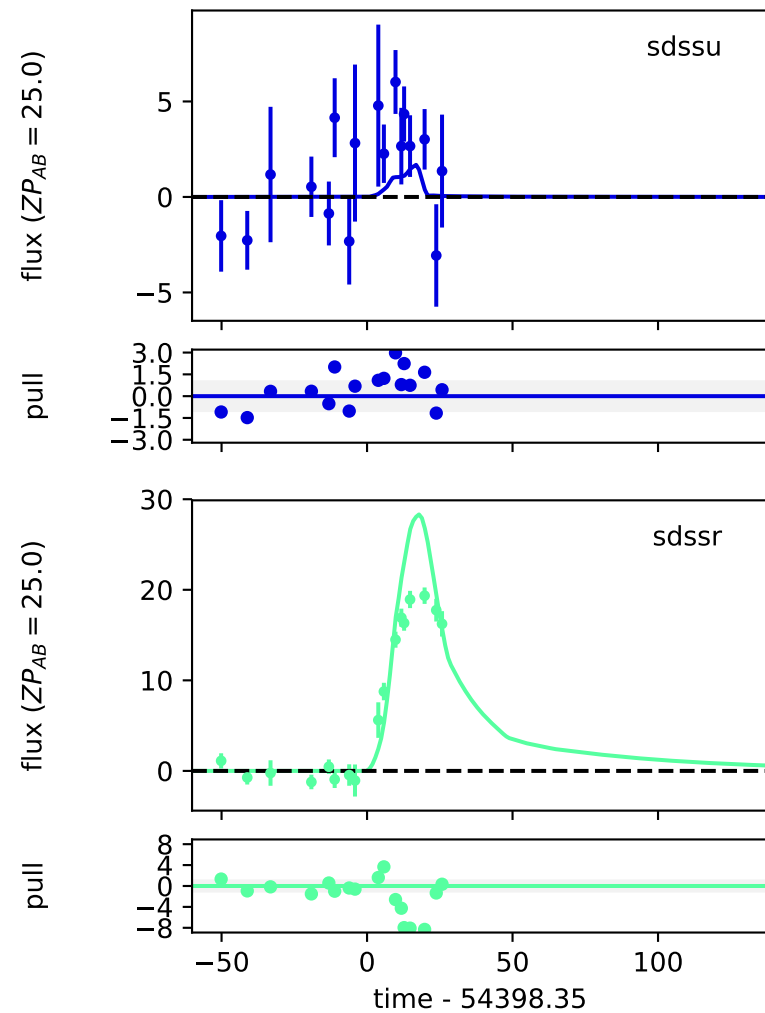 sdssu
flux (ZP_AB = 25.0)
5
0
−5
pull
3.0
1.5
0.0
−1.5
−3.0
sdssr
flux (ZP_AB = 25.0)
30
20
10
0
pull
8
4
0
−4
−8
−50 0 50 100
time - 54398.35